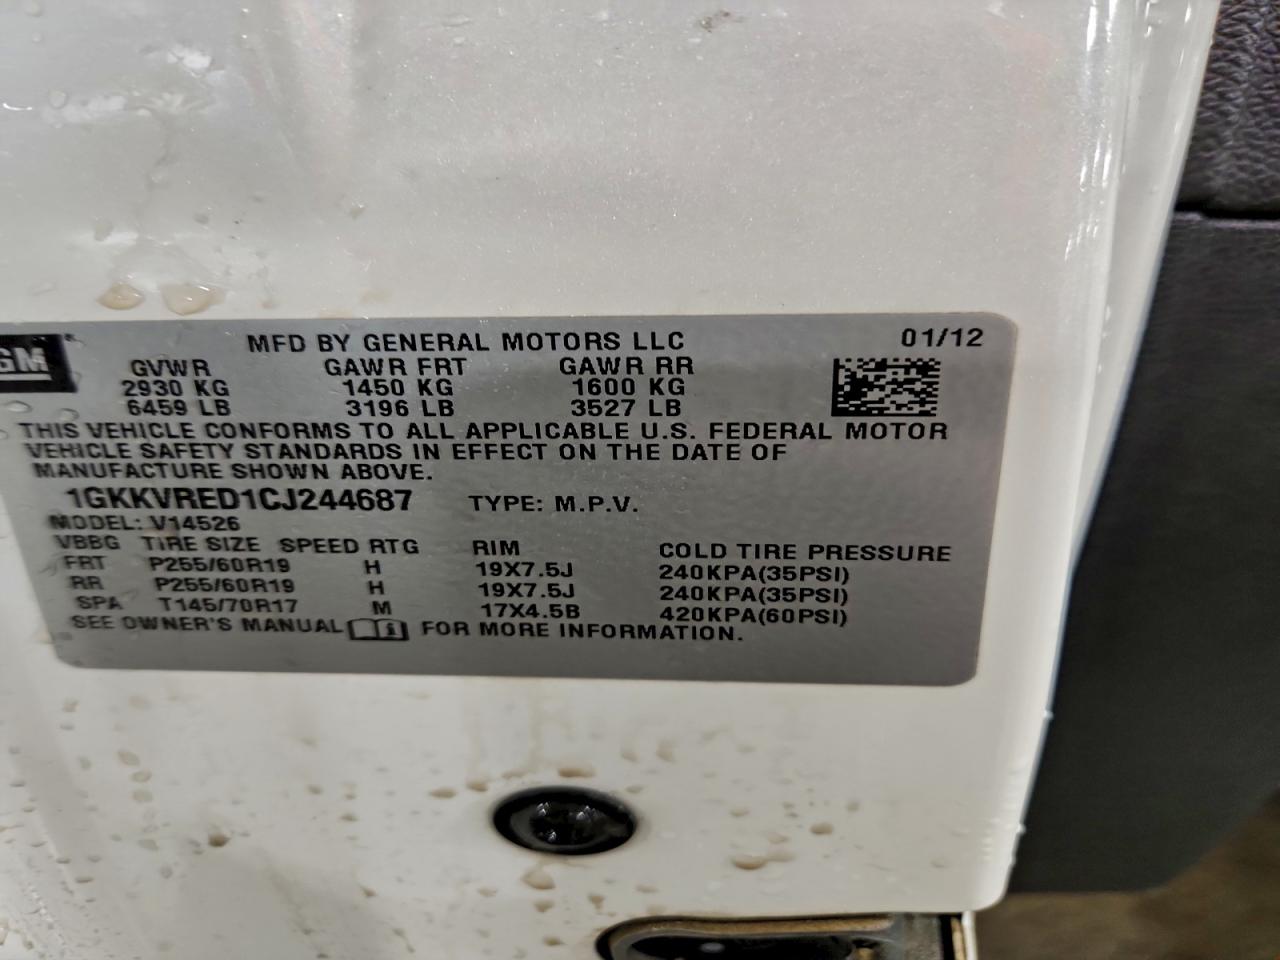 GM
MFD BY GENERAL MOTORS LLC 01/12
GVWR GAWR FRT GAWR RR
2930 KG 1450 KG 1600 KG
6459 LB 3196 LB 3527 LB
THIS VEHICLE CONFORMS TO ALL APPLICABLE U.S. FEDERAL MOTOR
VEHICLE SAFETY STANDARDS IN EFFECT ON THE DATE OF
MANUFACTURE SHOWN ABOVE.
1GKKVRED1CJ244687 TYPE: M.P.V.
MODEL: V14526
VBBG TIRE SIZE SPEED RTG RIM COLD TIRE PRESSURE
FRT P255/60R19 H 19X7.5J 240KPA(35PSI)
RR P255/60R19 H 19X7.5J 240KPA(35PSI)
SPA T145/70R17 M 17X4.5B 420KPA(60PSI)
SEE OWNER'S MANUAL FOR MORE INFORMATION.